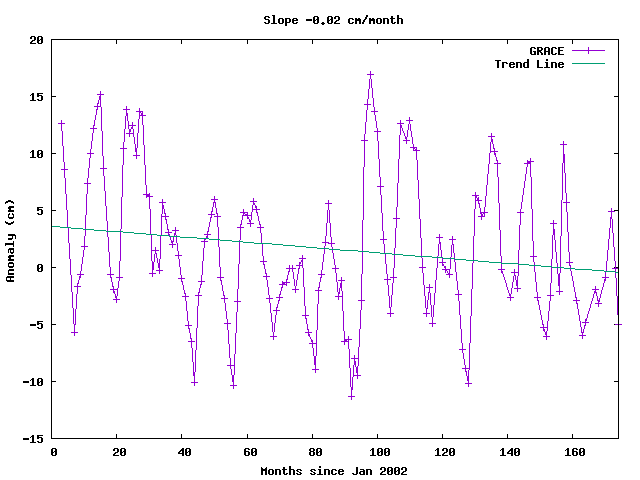 Slope -0.02 cm/month
GRACE
Trend Line
20
15
10
5
0
-5
-10
-15
Anomaly (cm)
0 20 40 60 80 100 120 140 160
Months since Jan 2002